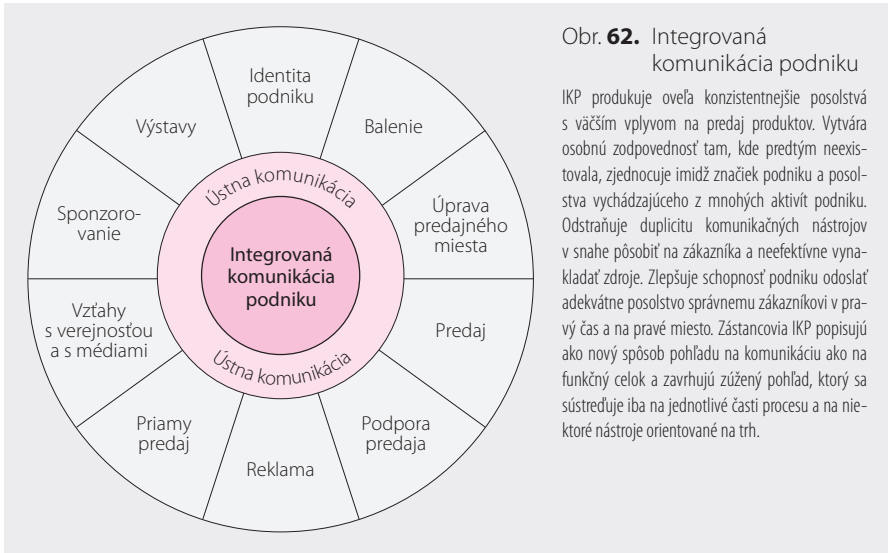 Identita
podniku
Balenie
Úprava
predajného
miesta
Predaj
Podpora
predaja
Reklama
Priamy
predaj
Vzťahy
s verejnosťou
a s médiami
Sponzoro-
vanie
Výstavy
Ústna komunikácia
Integrovaná
komunikácia
podniku
Ústna komunikácia
Obr. 62. Integrovaná
komunikácia podniku
IKP produkuje oveľa konzistentnejšie posolstvá
s väčším vplyvom na predaj produktov. Vytvára
osobnú zodpovednosť tam, kde predtým neexis-
tovala, zjednocuje imidž značiek podniku a posol-
stva vychádzajúceho z mnohých aktivít podniku.
Odstraňuje duplicitu komunikačných nástrojov
v snahe pôsobiť na zákazníka a neefektívne vyna-
kladať zdroje. Zlepšuje schopnosť podniku odoslať
adekvátne posolstvo správnemu zákazníkovi v pra-
vý čas a na pravé miesto. Zástancovia IKP popisujú
ako nový spôsob pohľadu na komunikáciu ako na
funkčný celok a zavrhujú zúžený pohľad, ktorý sa
sústreďuje iba na jednotlivé časti procesu a na nie-
ktoré nástroje orientované na trh.